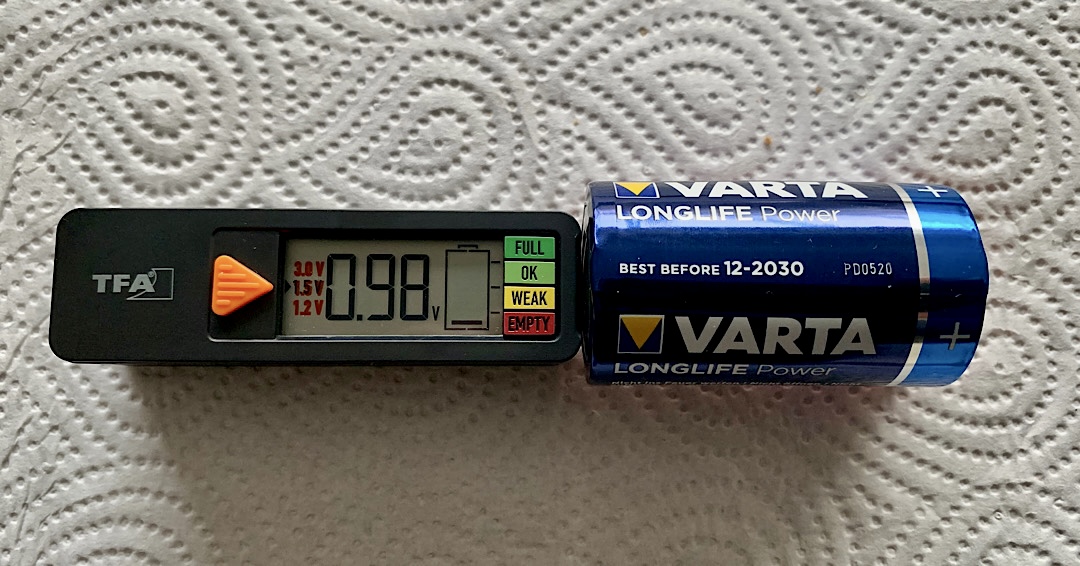 TFA
3.0 V
1.5 V
1.2 V
0.98 V
FULL
OK
WEAK
EMPTY
VARTA
LONGLIFE Power
BEST BEFORE 12-2030 PD0520
VARTA
LONGLIFE Power
+
+